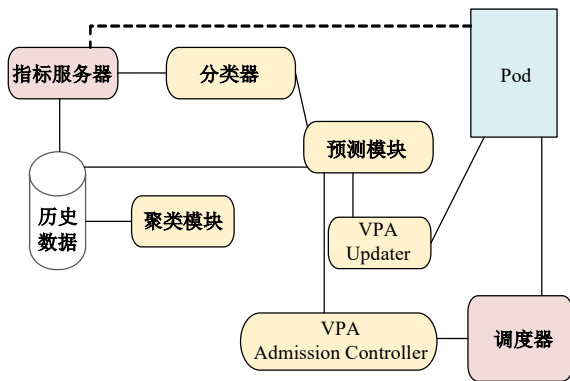 指标服务器
分类器
Pod
预测模块
历史
数据
聚类模块
VPA
Updater
VPA
Admission Controller
调度器